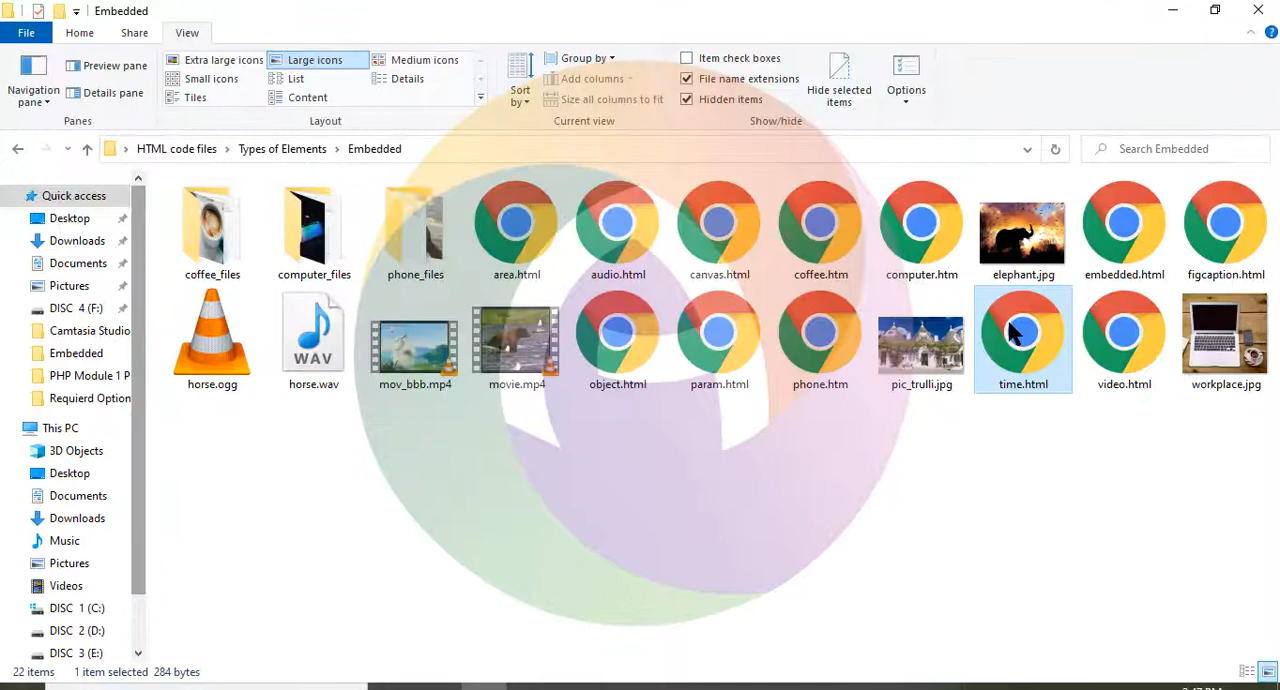 Embedded
File Home Share View
Extra large icons Large icons Medium icons
Small icons List Details
Tiles Content
Navigation pane
Preview pane
Details pane
Panes
Layout
Sort by
Group by
Add columns
Size all columns to fit
Current view
Item check boxes
File name extensions
Hidden items
Hide selected items
Show/hide
Options
HTML code files Types of Elements Embedded
Search Embedded
Quick access
Desktop
Downloads
Documents
Pictures
DISC 4 (F:)
Camtasia Studio
Embedded
PHP Module 1 P
Requierd Option
This PC
3D Objects
Desktop
Documents
Downloads
Music
Pictures
Videos
DISC 1 (C:)
DISC 2 (D:)
DISC 3 (E:)
coffee_files computer_files phone_files area.html audio.html canvas.html coffee.htm computer.htm elephant.jpg embedded.html figcaption.html
WAV
horse.ogg horse.wav mov_bbb.mp4 movie.mp4 object.html param.html phone.htm pic_trulli.jpg time.html video.html workplace.jpg
22 items 1 item selected 284 bytes